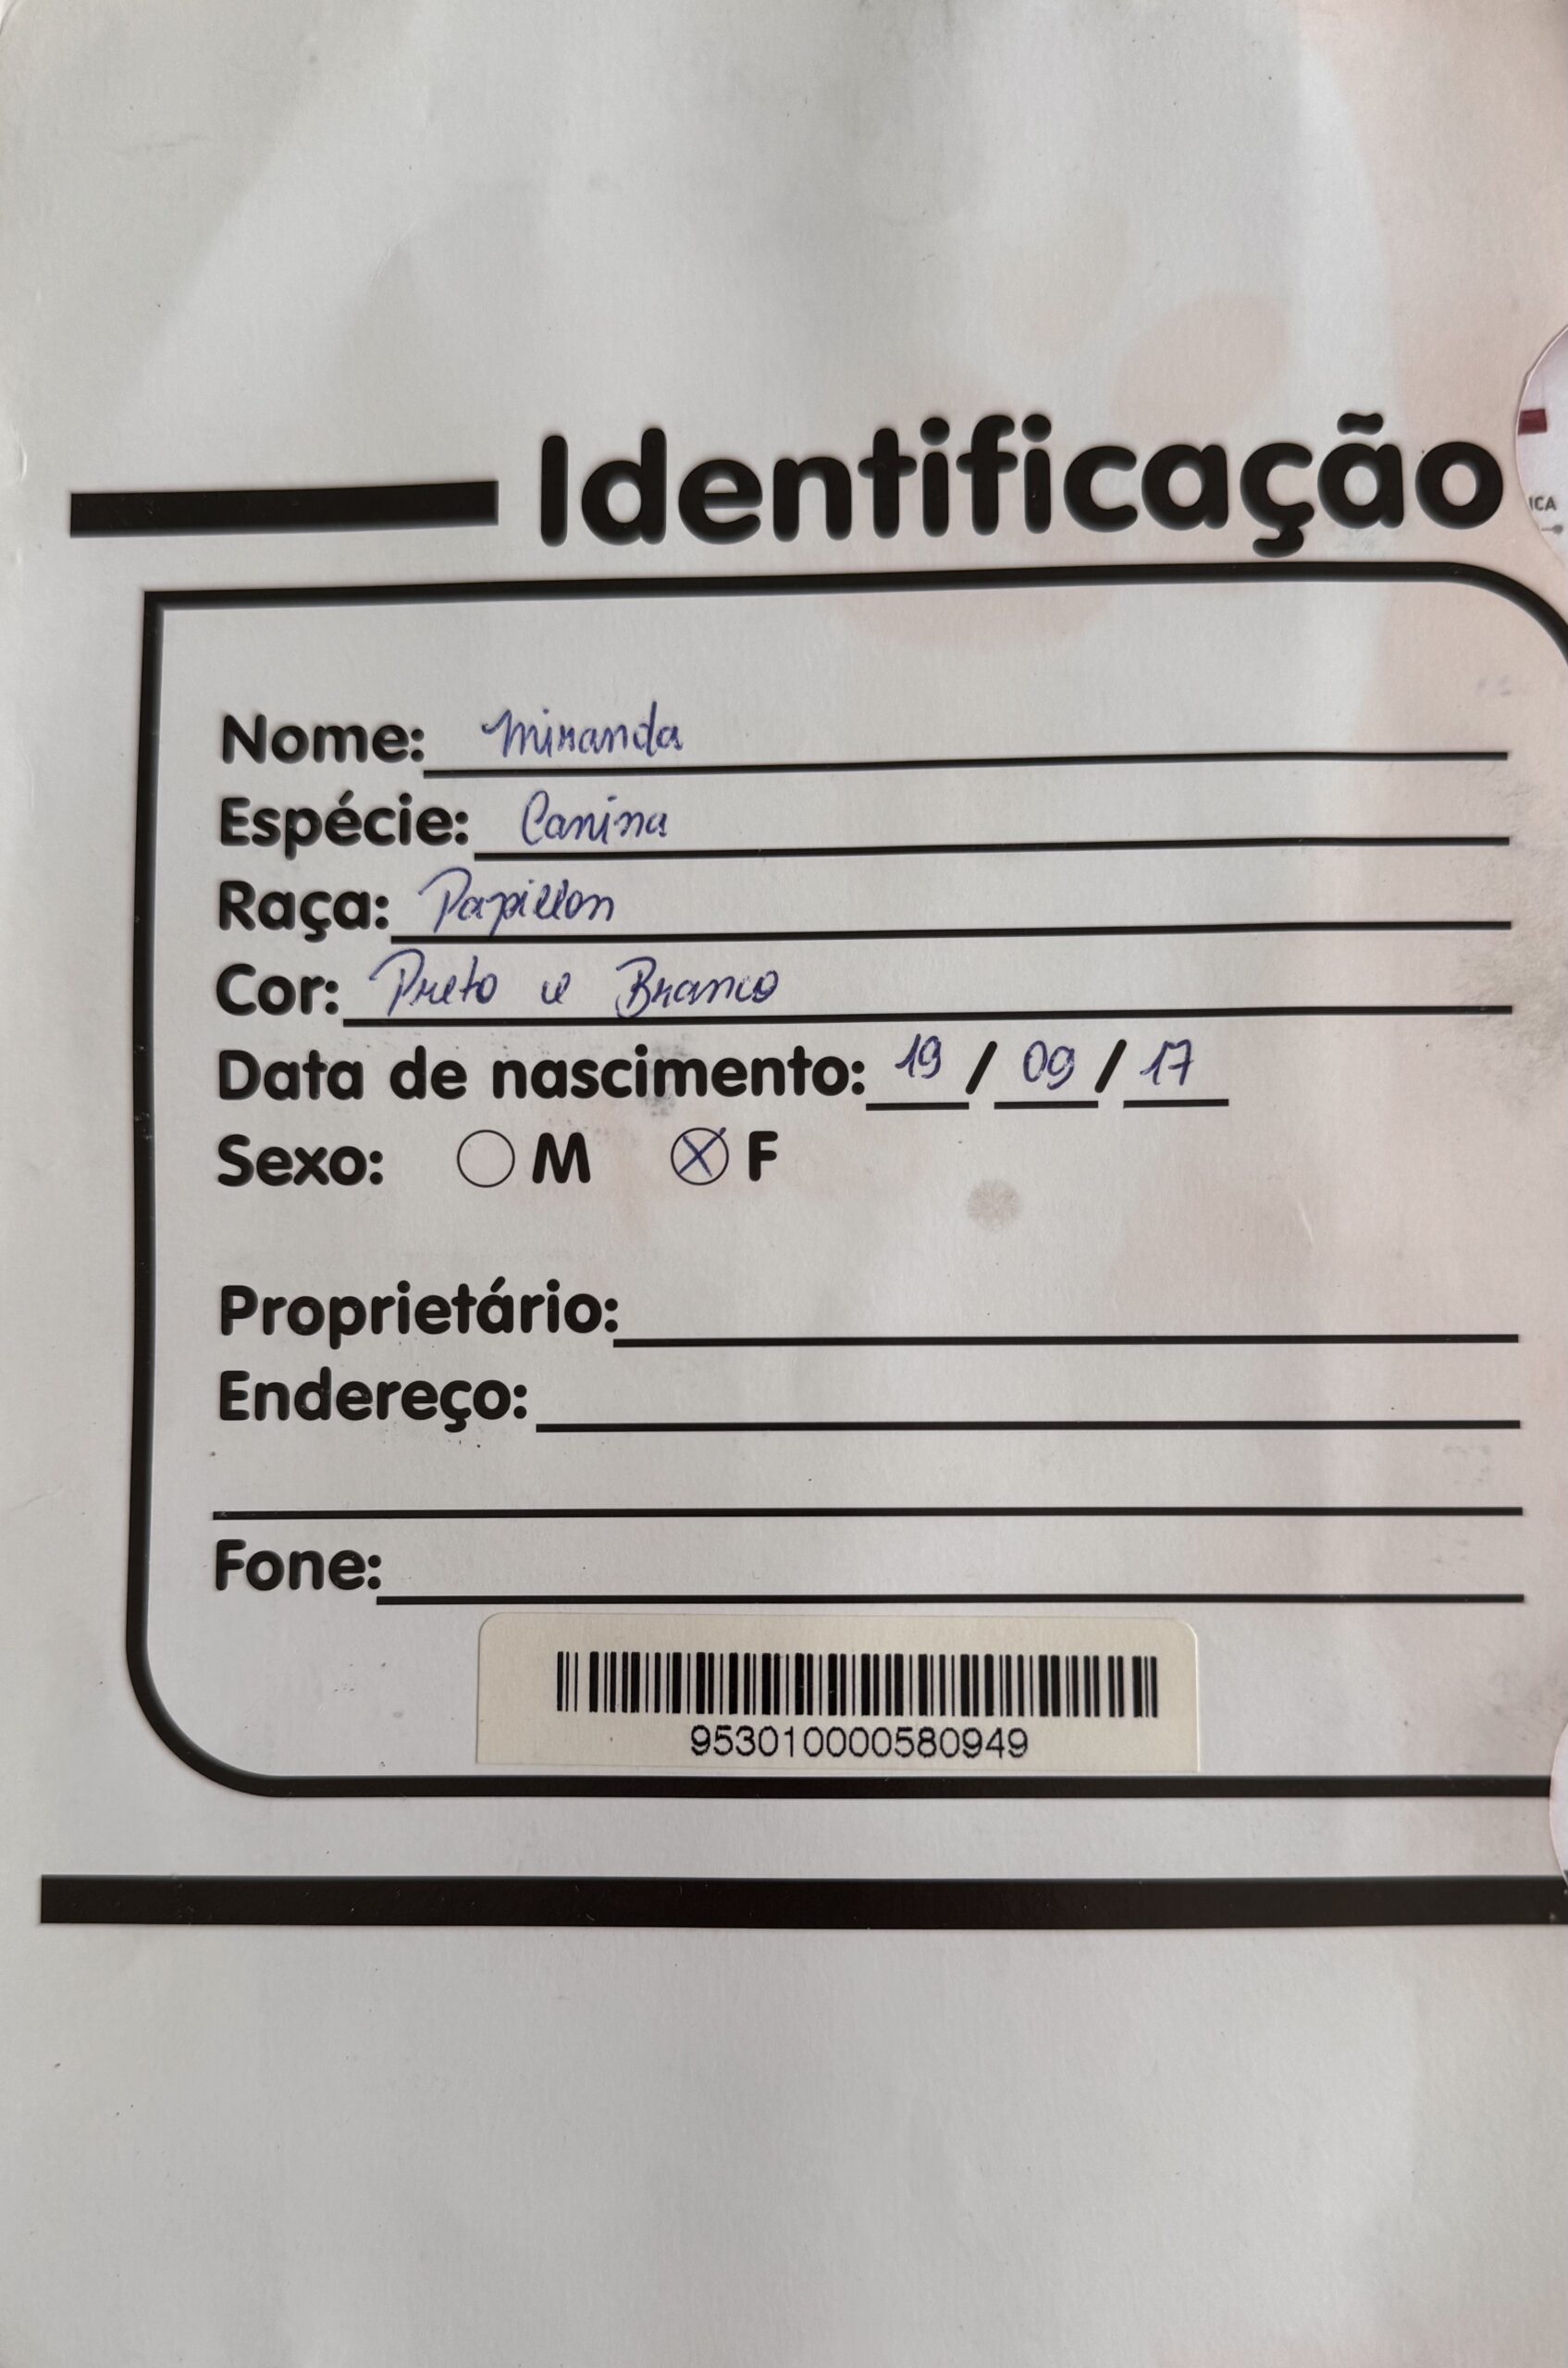 Identificação
ICA
Nome: Miranda
Espécie: Canina
Raça: Papillon
Cor: Preto e Branco
Data de nascimento: 19 / 09 / 17
Sexo: M F
Proprietário:
Endereço:
Fone:
953010000580949